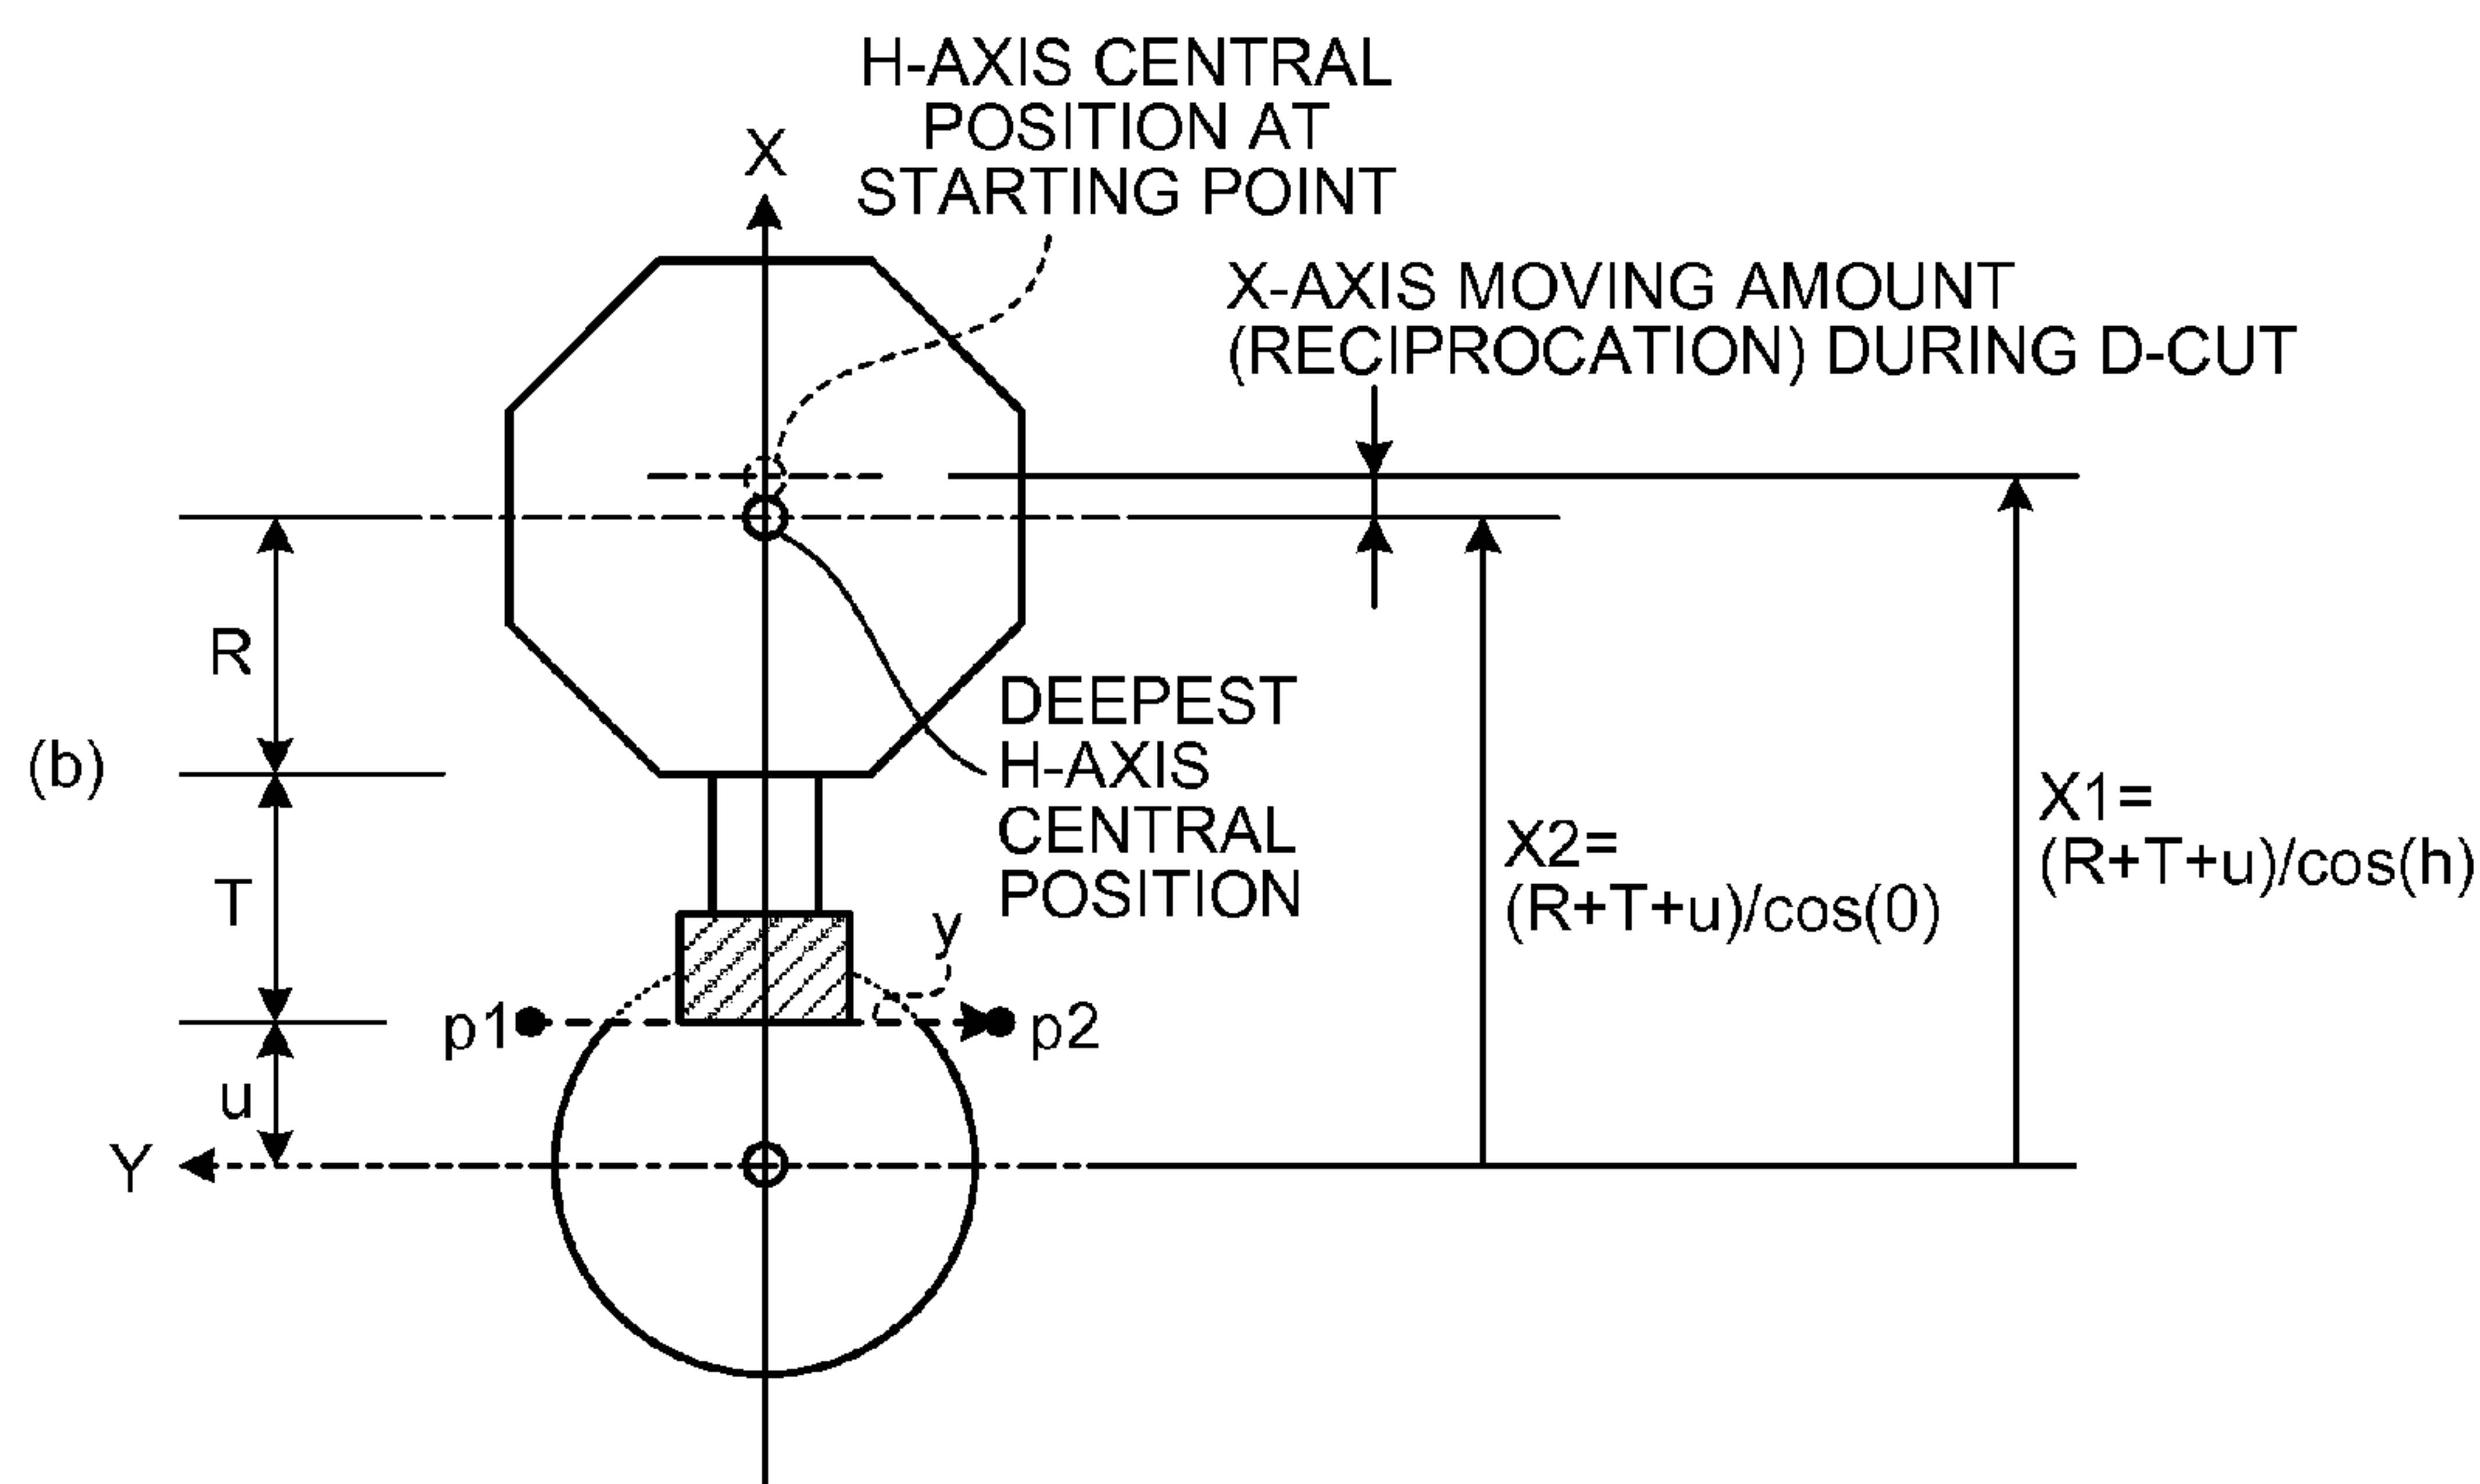 H-AXIS CENTRAL
POSITION AT
STARTING POINT
X
X-AXIS MOVING AMOUNT
(RECIPROCATION) DURING D-CUT
R
(b)
DEEPEST
H-AXIS
CENTRAL
POSITION
X1=
(R+T+u)/cos(h)
X2=
(R+T+u)/cos(0)
T
y
p1
p2
u
Y